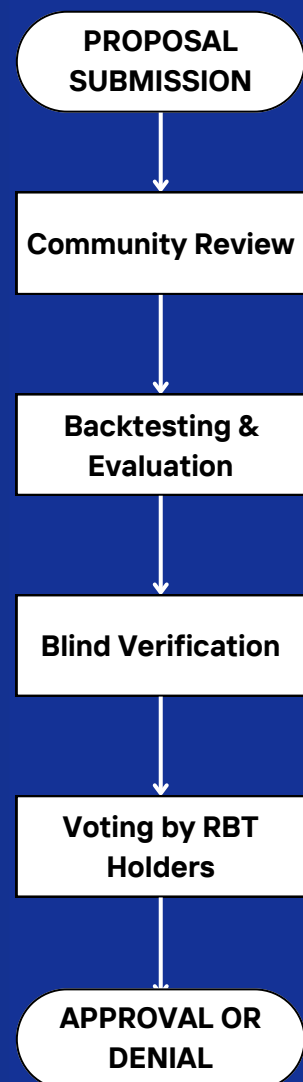 PROPOSAL
SUBMISSION
Community Review
Backtesting &
Evaluation
Blind Verification
Voting by RBT
Holders
APPROVAL OR
DENIAL